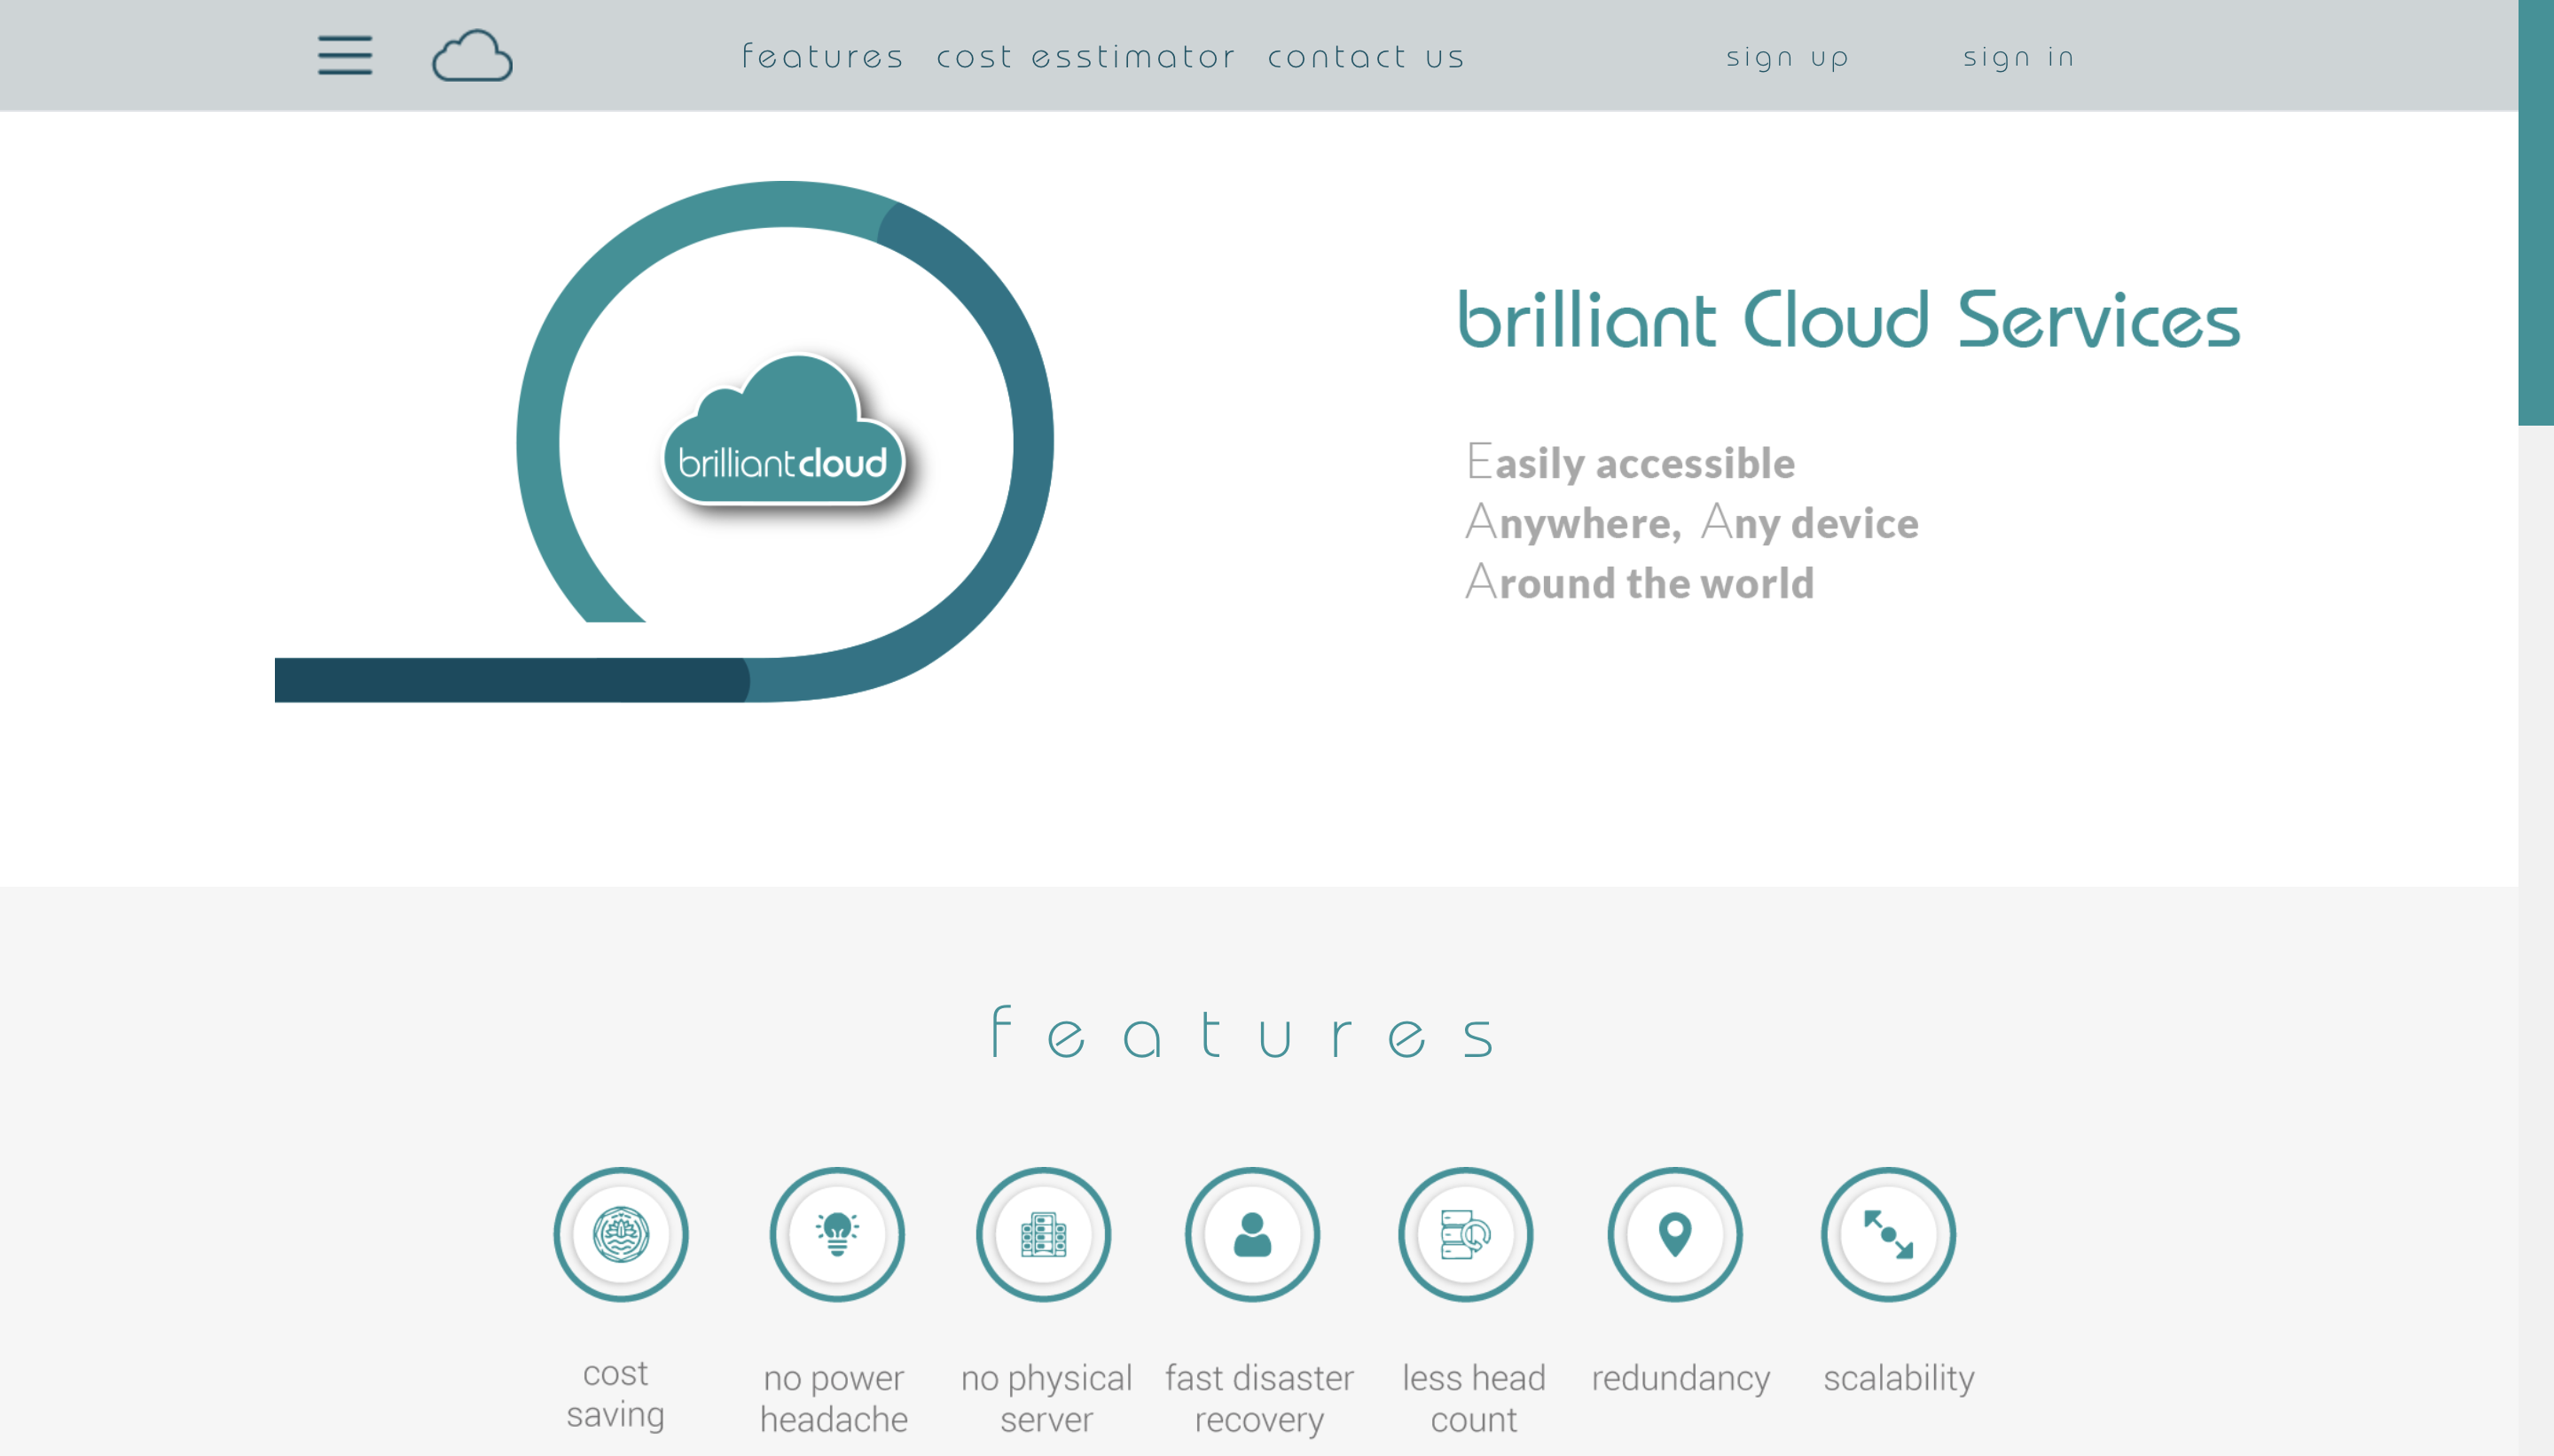 features cost esstimator contact us sign up sign in
brilliant Cloud Services
brilliantcloud
Easily accessible
Anywhere, Any device
Around the world
features
cost
saving
no power
headache
no physical
server
fast disaster
recovery
less head
count
redundancy
scalability